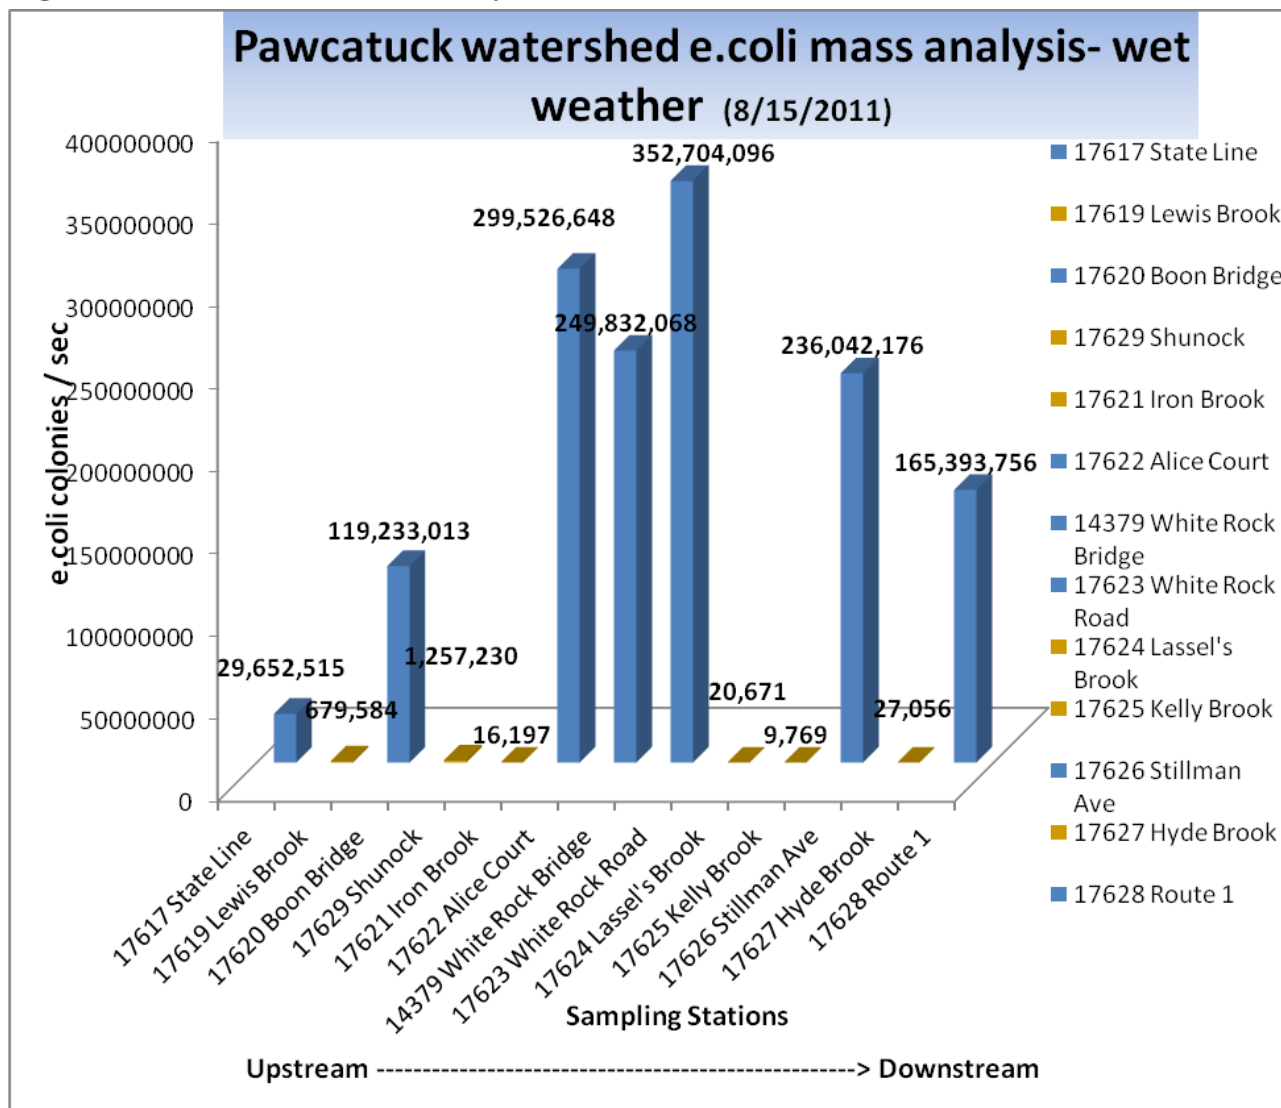 Pawcatuck watershed e.coli mass analysis- wet
weather (8/15/2011)
e.coli colonies / sec
400000000
350000000
300000000
250000000
200000000
150000000
100000000
50000000
0
29,652,515
679,584
119,233,013
1,257,230
16,197
299,526,648
249,832,068
352,704,096
20,671
9,769
236,042,176
27,056
165,393,756
17617 State Line
17619 Lewis Brook
17620 Boon Bridge
17629 Shunock
17621 Iron Brook
17622 Alice Court
14379 White Rock Bridge
17623 White Rock Road
17624 Lassel's Brook
17625 Kelly Brook
17626 Stillman Ave
17627 Hyde Brook
17628 Route 1
Sampling Stations
Upstream ------------------------------------------------------> Downstream
17617 State Line
17619 Lewis Brook
17620 Boon Bridge
17629 Shunock
17621 Iron Brook
17622 Alice Court
14379 White Rock
Bridge
17623 White Rock
Road
17624 Lassel's
Brook
17625 Kelly Brook
17626 Stillman
Ave
17627 Hyde Brook
17628 Route 1